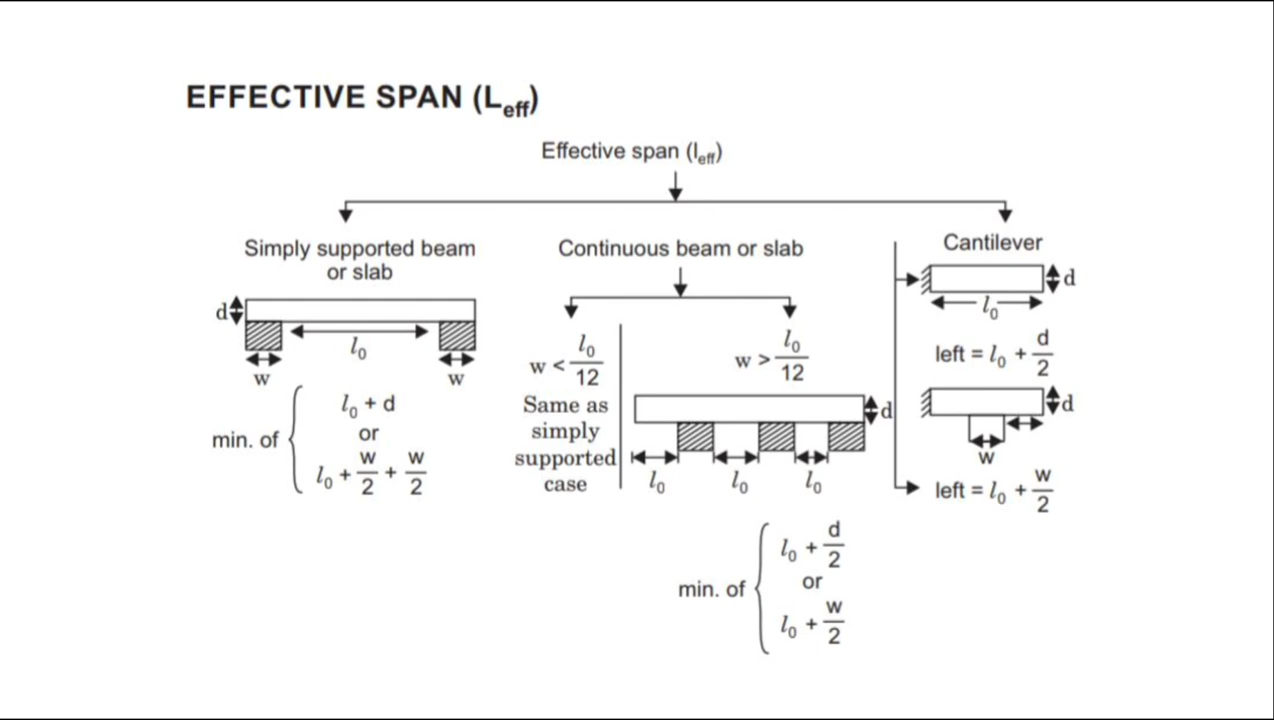 EFFECTIVE SPAN (Leff)
Effective span (leff)
Simply supported beam
or slab
d
l0
w
w
min. of
l0 + d
or
l0 + w/2 + w/2
Continuous beam or slab
w < l0/12
Same as
simply
supported
case
w > l0/12
d
l0
l0
l0
min. of
l0 + d/2
or
l0 + w/2
Cantilever
d
l0
left = l0 + d/2
d
w
left = l0 + w/2